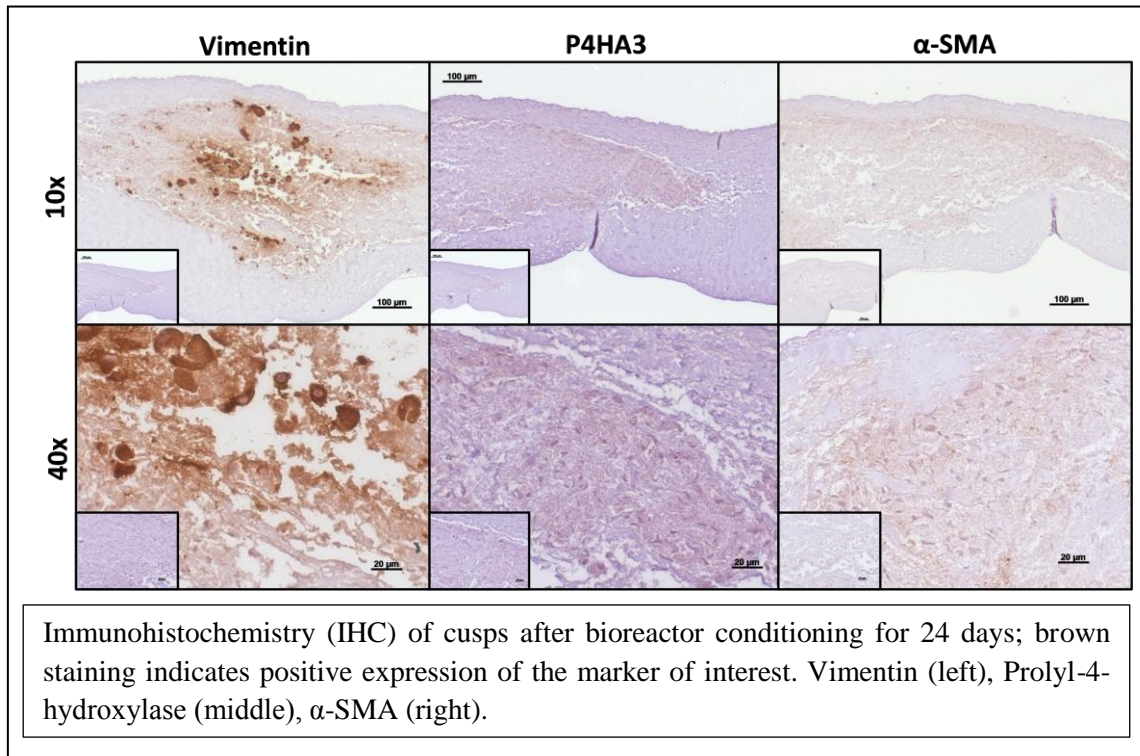 Vimentin P4HA3 α-SMA
10x
100 µm
100 µm
100 µm
40x
20 µm
20 µm
20 µm
Immunohistochemistry (IHC) of cusps after bioreactor conditioning for 24 days; brown
staining indicates positive expression of the marker of interest. Vimentin (left), Prolyl-4-
hydroxylase (middle), α-SMA (right).